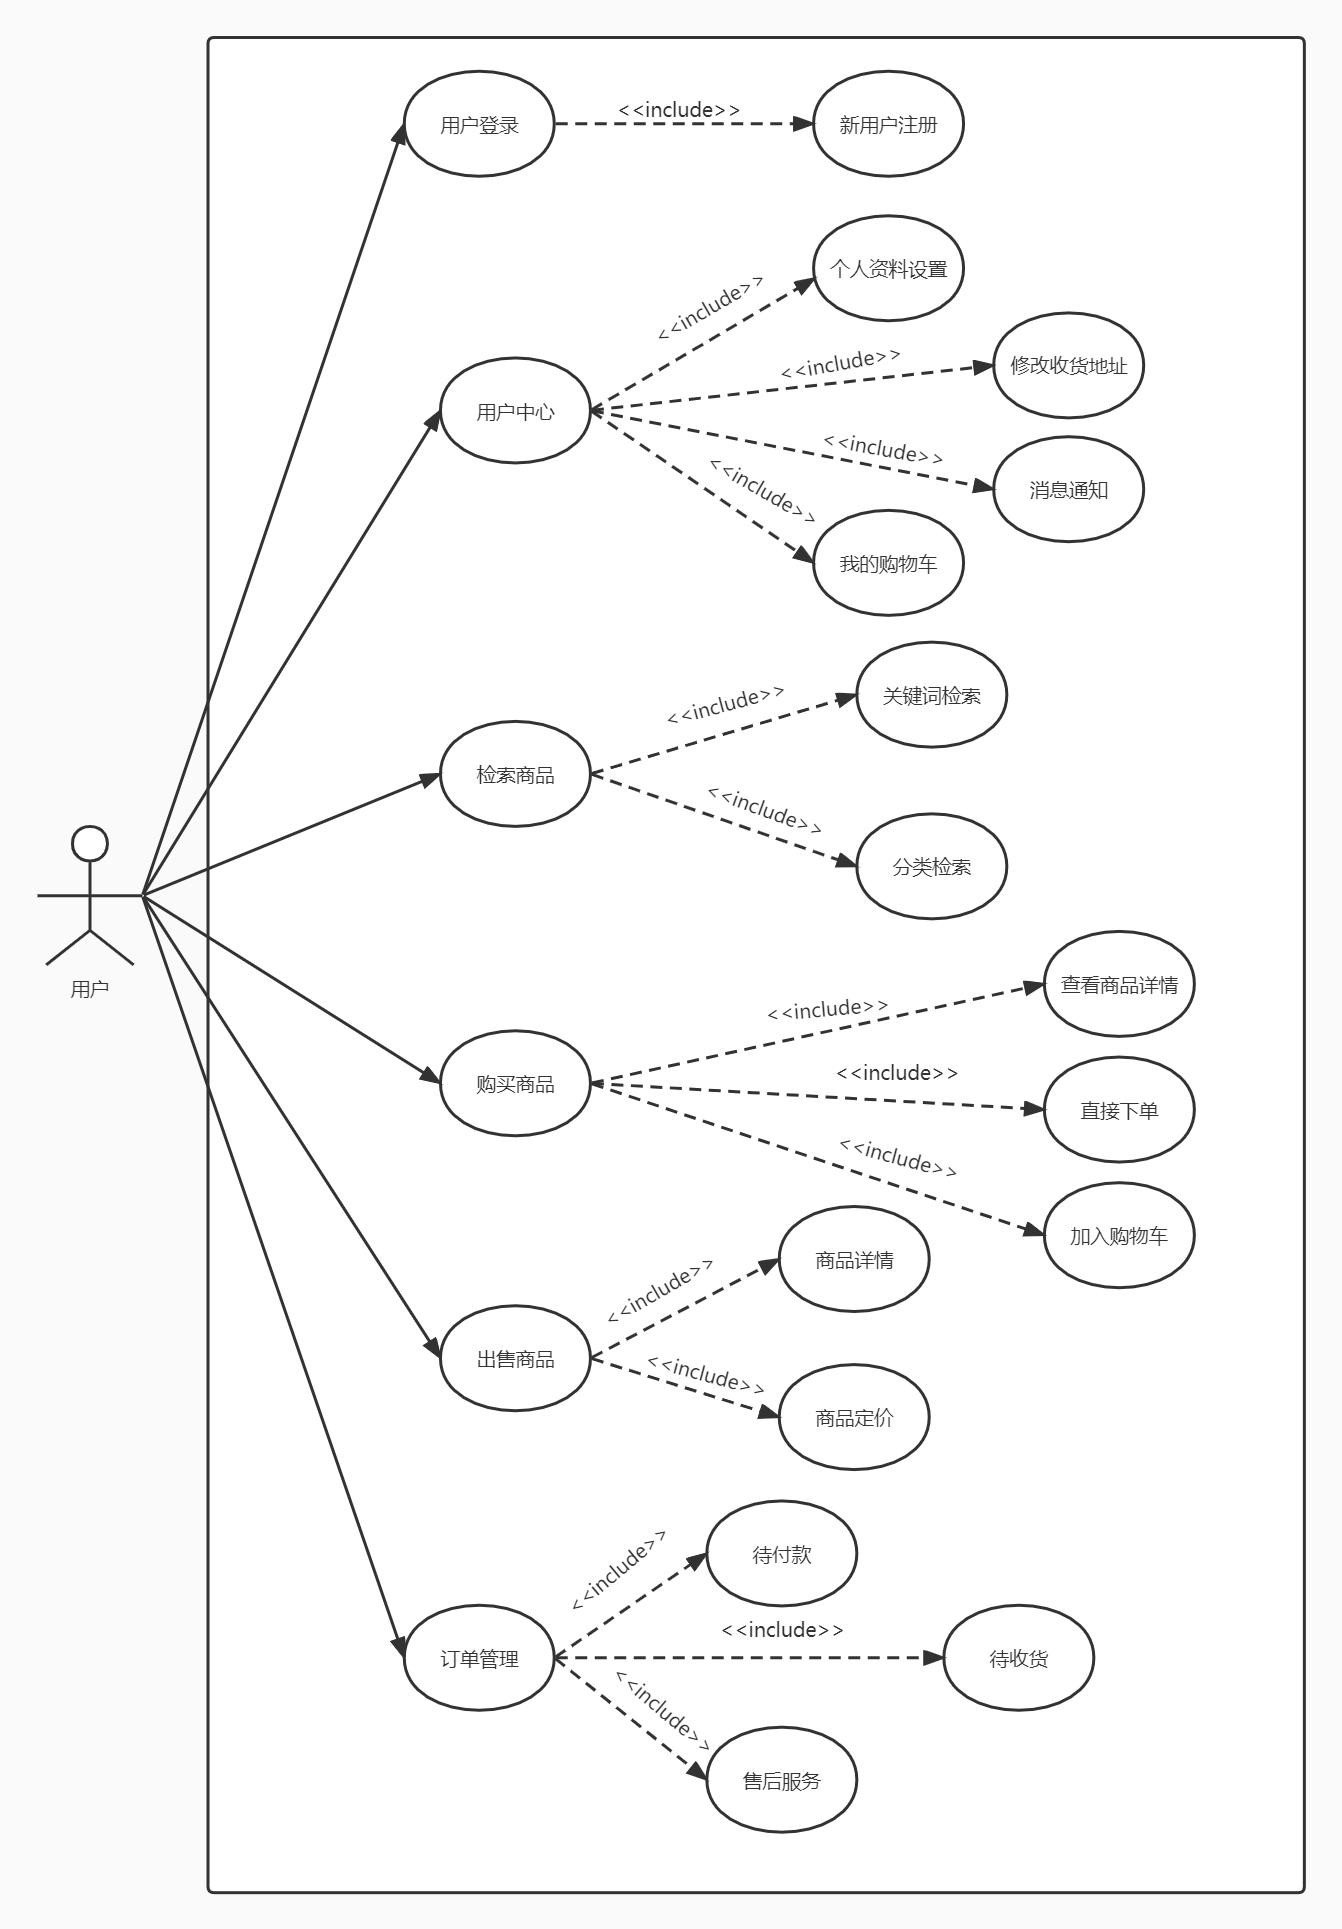 用户登录
<<include>>
新用户注册
个人资料设置
<<include>>
修改收货地址
<<include>>
用户中心
<<include>>
消息通知
<<include>>
我的购物车
关键词检索
<<include>>
检索商品
<<include>>
分类检索
用户
查看商品详情
<<include>>
购买商品
<<include>>
直接下单
<<include>>
加入购物车
商品详情
<<include>>
出售商品
<<include>>
商品定价
待付款
<<include>>
订单管理
<<include>>
待收货
<<include>>
售后服务